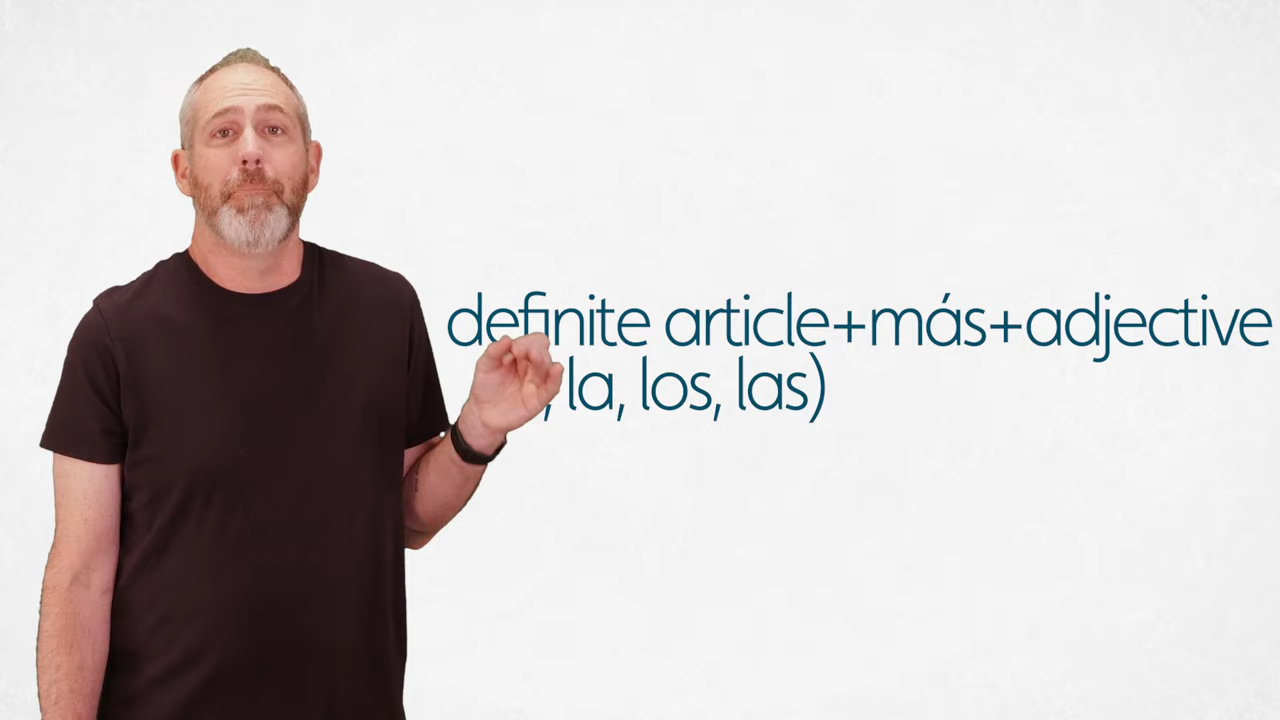 definite article+más+adjective
, la, los, las)